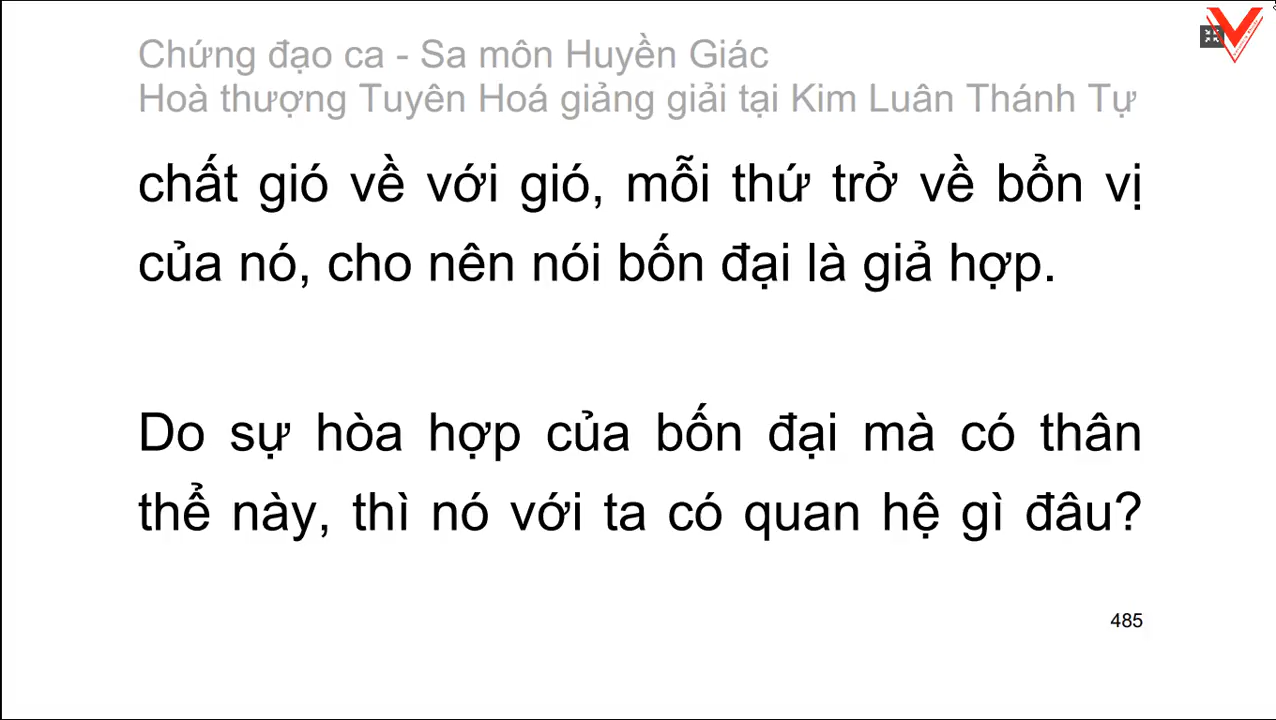 Chứng đạo ca - Sa môn Huyền Giác
Hoà thượng Tuyên Hoá giảng giải tại Kim Luân Thánh Tự
chất gió về với gió, mỗi thứ trở về bổn vị
của nó, cho nên nói bốn đại là giả hợp.
Do sự hòa hợp của bốn đại mà có thân
thể này, thì nó với ta có quan hệ gì đâu?
485